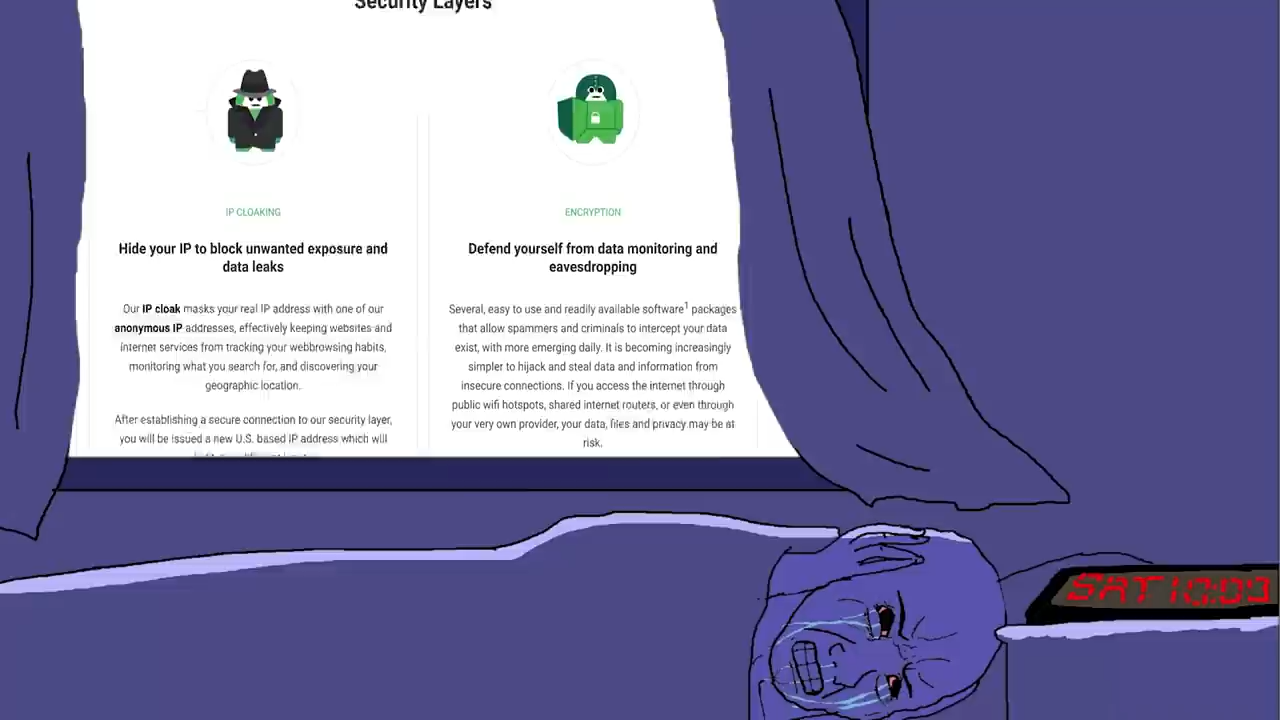 Security Layers
IP CLOAKING
Hide your IP to block unwanted exposure and
data leaks
Our IP cloak masks your real IP address with one of our
anonymous IP addresses, effectively keeping websites and
internet services from tracking your webbrowsing habits,
monitoring what you search for, and discovering your
geographic location.
After establishing a secure connection to our security layer,
you will be issued a new U.S. based IP address which will
ENCRYPTION
Defend yourself from data monitoring and
eavesdropping
Several, easy to use and readily available software1 packages
that allow spammers and criminals to intercept your data
exist, with more emerging daily. It is becoming increasingly
simpler to hijack and steal data and information from
insecure connections. If you access the internet through
public wifi hotspots, shared internet routers, or even through
your very own provider, your data, files and privacy may be at
risk.
SAT 10:00